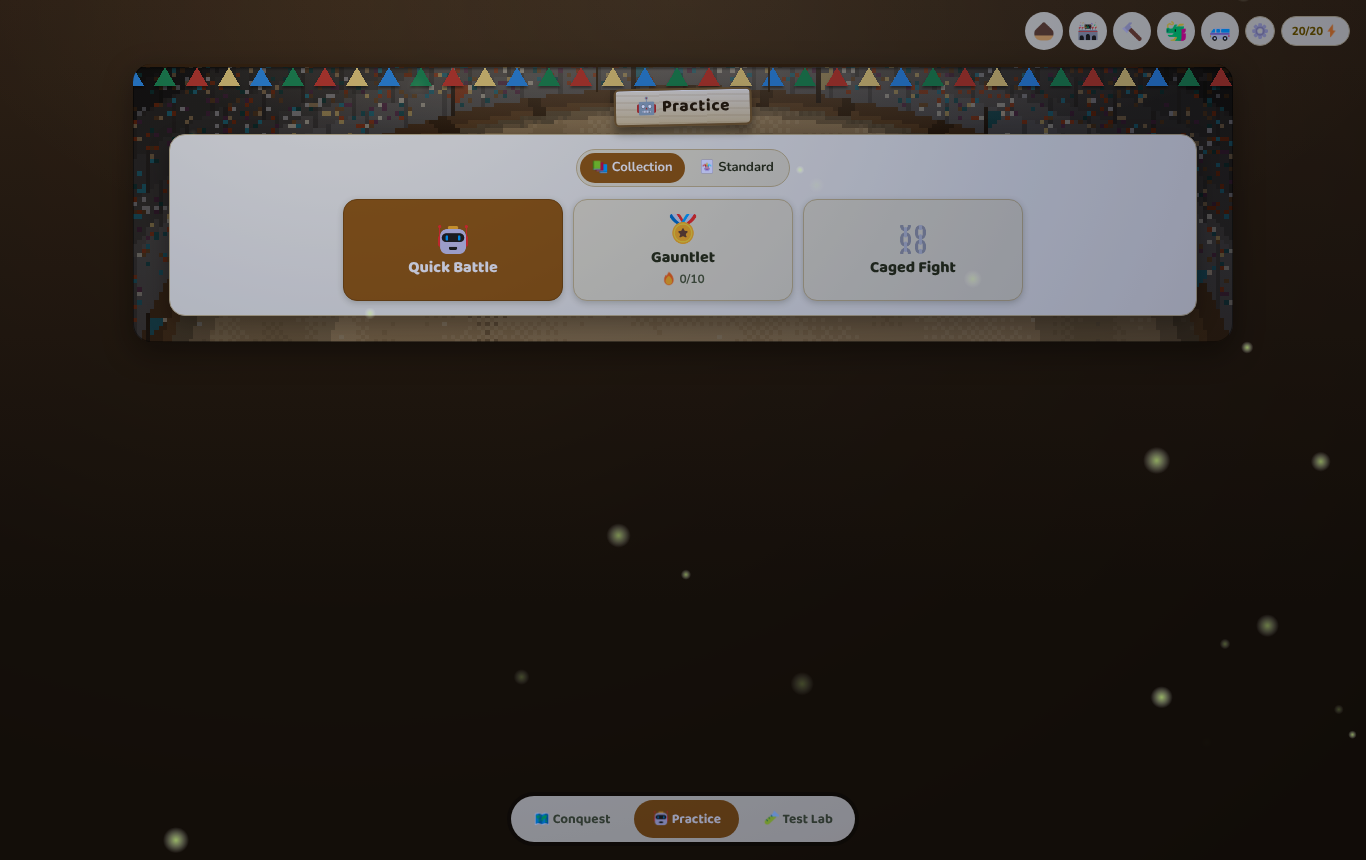 20/20
Practice
Collection
Standard
Quick Battle
Gauntlet
0/10
Caged Fight
Conquest
Practice
Test Lab